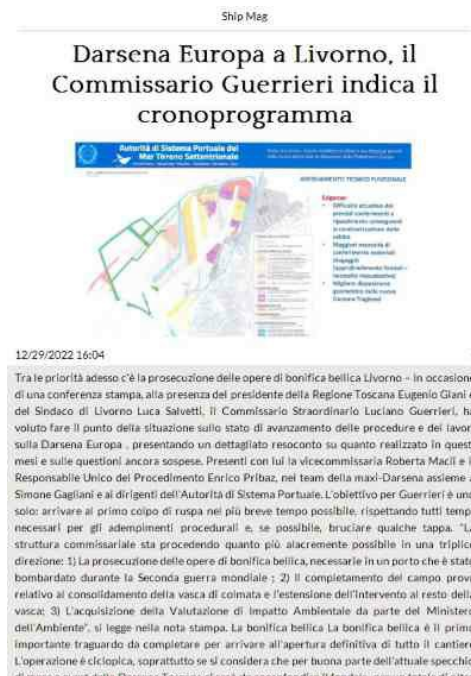 Ship Mag
Darsena Europa a Livorno, il
Commissario Guerrieri indica il
cronoprogramma
Autorità di Sistema Portuale del
Mar Tirreno Settentrionale
ADEGUAMENTO TECNICO FUNZIONALE
Esigenze:
12/29/2022 16:04
Tra le priorità adesso c'è la prosecuzione delle opere di bonifica bellica Livorno – In occasione
di una conferenza stampa, alla presenza del presidente della Regione Toscana Eugenio Giani e
del Sindaco di Livorno Luca Salvetti, il Commissario Straordinario Luciano Guerrieri, ha
voluto fare il punto della situazione sullo stato di avanzamento delle procedure e dei lavori
sulla Darsena Europa , presentando un dettagliato resoconto su quanto realizzato in questi
mesi e sulle questioni ancora sospese. Presenti con lui la vicecommissaria Roberta Macii e il
Responsabile Unico del Procedimento Enrico Pribaz, nel team della maxi-Darsena assieme a
Simone Gagliani e ai dirigenti dell'Autorità di Sistema Portuale. L'obiettivo per Guerrieri è uno
solo: arrivare al primo colpo di ruspa nel più breve tempo possibile, rispettando tutti tempi
necessari per gli adempimenti procedurali e, se possibile, bruciare qualche tappa. "La
struttura commissariale sta procedendo quanto più alacremente possibile in una triplice
direzione: 1) La prosecuzione delle opere di bonifica bellica, necessarie in un porto che è stato
bombardato durante la Seconda guerra mondiale ; 2) Il completamento del campo prova
relativo al consolidamento della vasca di colmata e l'estensione dell'intervento al resto della
vasca; 3) L'acquisizione della Valutazione di Impatto Ambientale da parte del Ministero
dell'Ambiente", si legge nella nota stampa. La bonifica bellica La bonifica bellica è il primo
importante traguardo da completare per arrivare all'apertura definitiva di tutto il cantiere.
L'operazione è ciclopica, soprattutto se si considera che per buona parte dell'attuale specchio